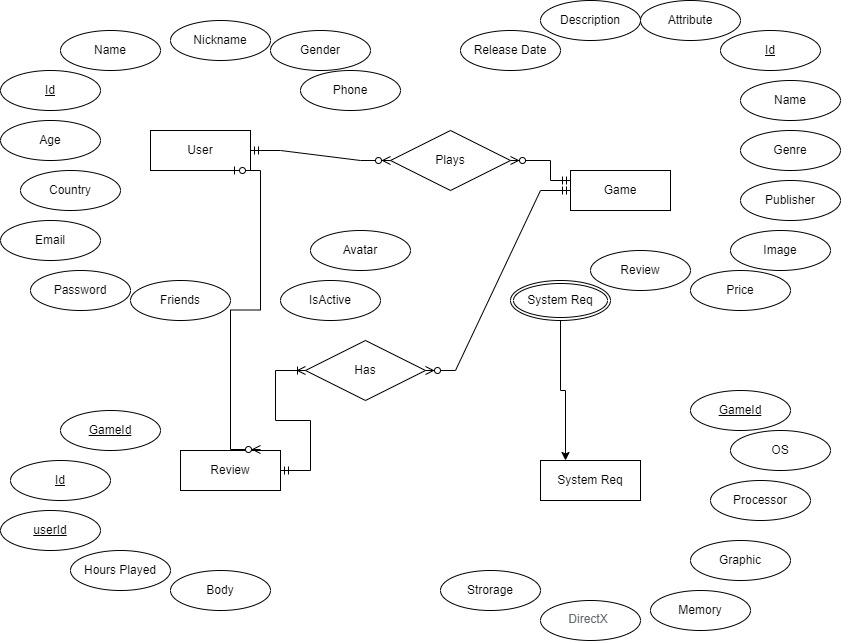 Description
Attribute
Nickname
Name
Gender
Release Date
Id
Id
Phone
Name
Age
User
Plays
Genre
Country
Game
Publisher
Email
Avatar
Image
Review
Password
Friends
IsActive
System Req
Price
Has
GameId
GameId
OS
Review
Id
System Req
Processor
userId
Hours Played
Graphic
Body
Strorage
DirectX
Memory